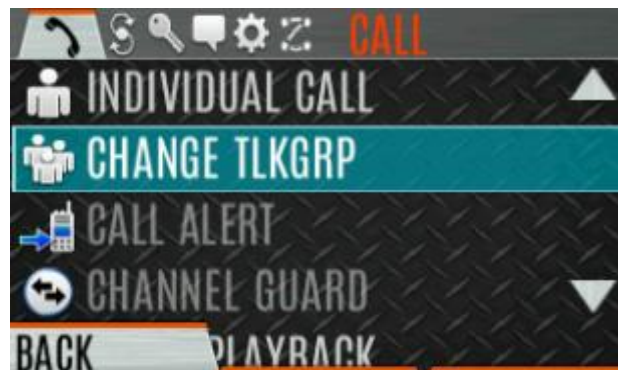 CALL
INDIVIDUAL CALL
CHANGE TLKGRP
CALL ALERT
CHANNEL GUARD
BACK PLAYBACK